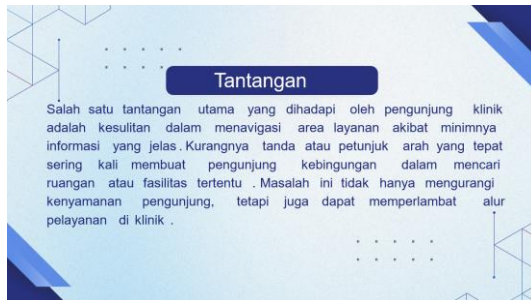 Tantangan
Salah satu tantangan utama yang dihadapi oleh pengunjung klinik
adalah kesulitan dalam menavigasi area layanan akibat minimnya
informasi yang jelas . Kurangnya tanda atau petunjuk arah yang tepat
sering kali membuat pengunjung kebingungan dalam mencari
ruangan atau fasilitas tertentu . Masalah ini tidak hanya mengurangi
kenyamanan pengunjung, tetapi juga dapat memperlambat alur
pelayanan di klinik .